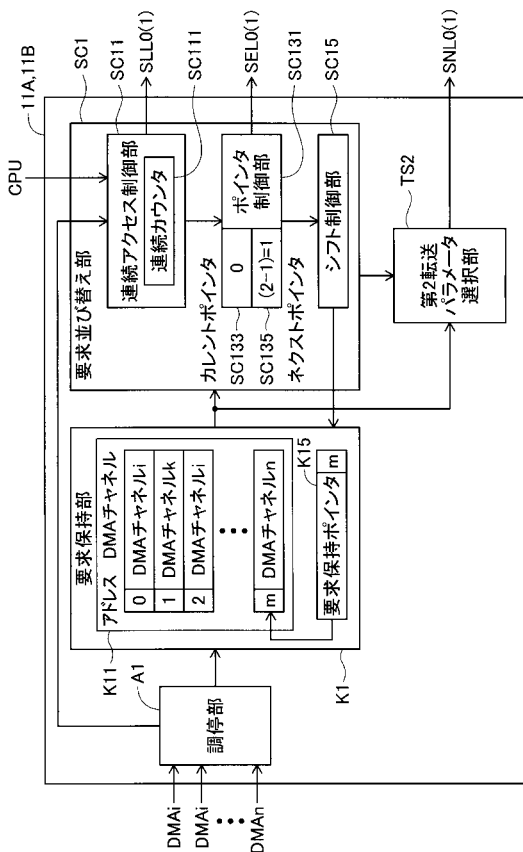 11A,11B
CPU
SC1
SC11
SLL0(1)
SC111
SEL0(1)
SC131
SC15
SNL0(1)
TS2
要求並び替え部
連続アクセス制御部
連続カウンタ
カレントポインタ
SC133
0
ポインタ
制御部
SC135
(2-1)=1
ネクストポインタ
シフト制御部
第2転送
パラメータ
選択部
要求保持部
アドレス DMAチャネル
0 DMAチャネルi
1 DMAチャネルk
2 DMAチャネルi
m DMAチャネルn
K15
要求保持ポインタ m
K11
K1
A1
調停部
DMAi
DMAi
DMAn